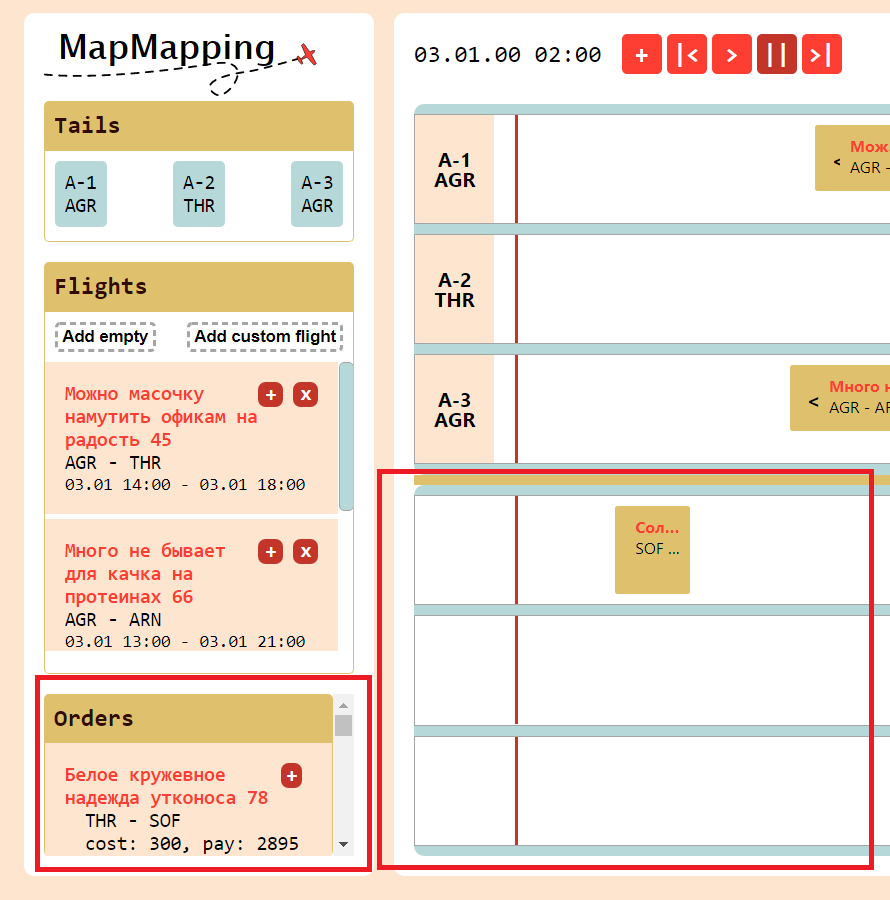 MapMapping
Tails
A-1
AGR
A-2
THR
A-3
AGR
Flights
Add empty
Add custom flight
Можно масочку
намутить офикам на
радость 45
+
x
AGR - THR
03.01 14:00 - 03.01 18:00
Много не бывает
для качка на
протеинах 66
+
x
AGR - ARN
03.01 13:00 - 03.01 21:00
Orders
Белое кружевное
надежда утконоса 78
+
THR - SOF
cost: 300, pay: 2895
03.01.00 02:00
+
|<
>
||
>|
A-1
AGR
<
Мож
AGR -
A-2
THR
A-3
AGR
<
Много н
AGR - AR
Сол...
SOF ...